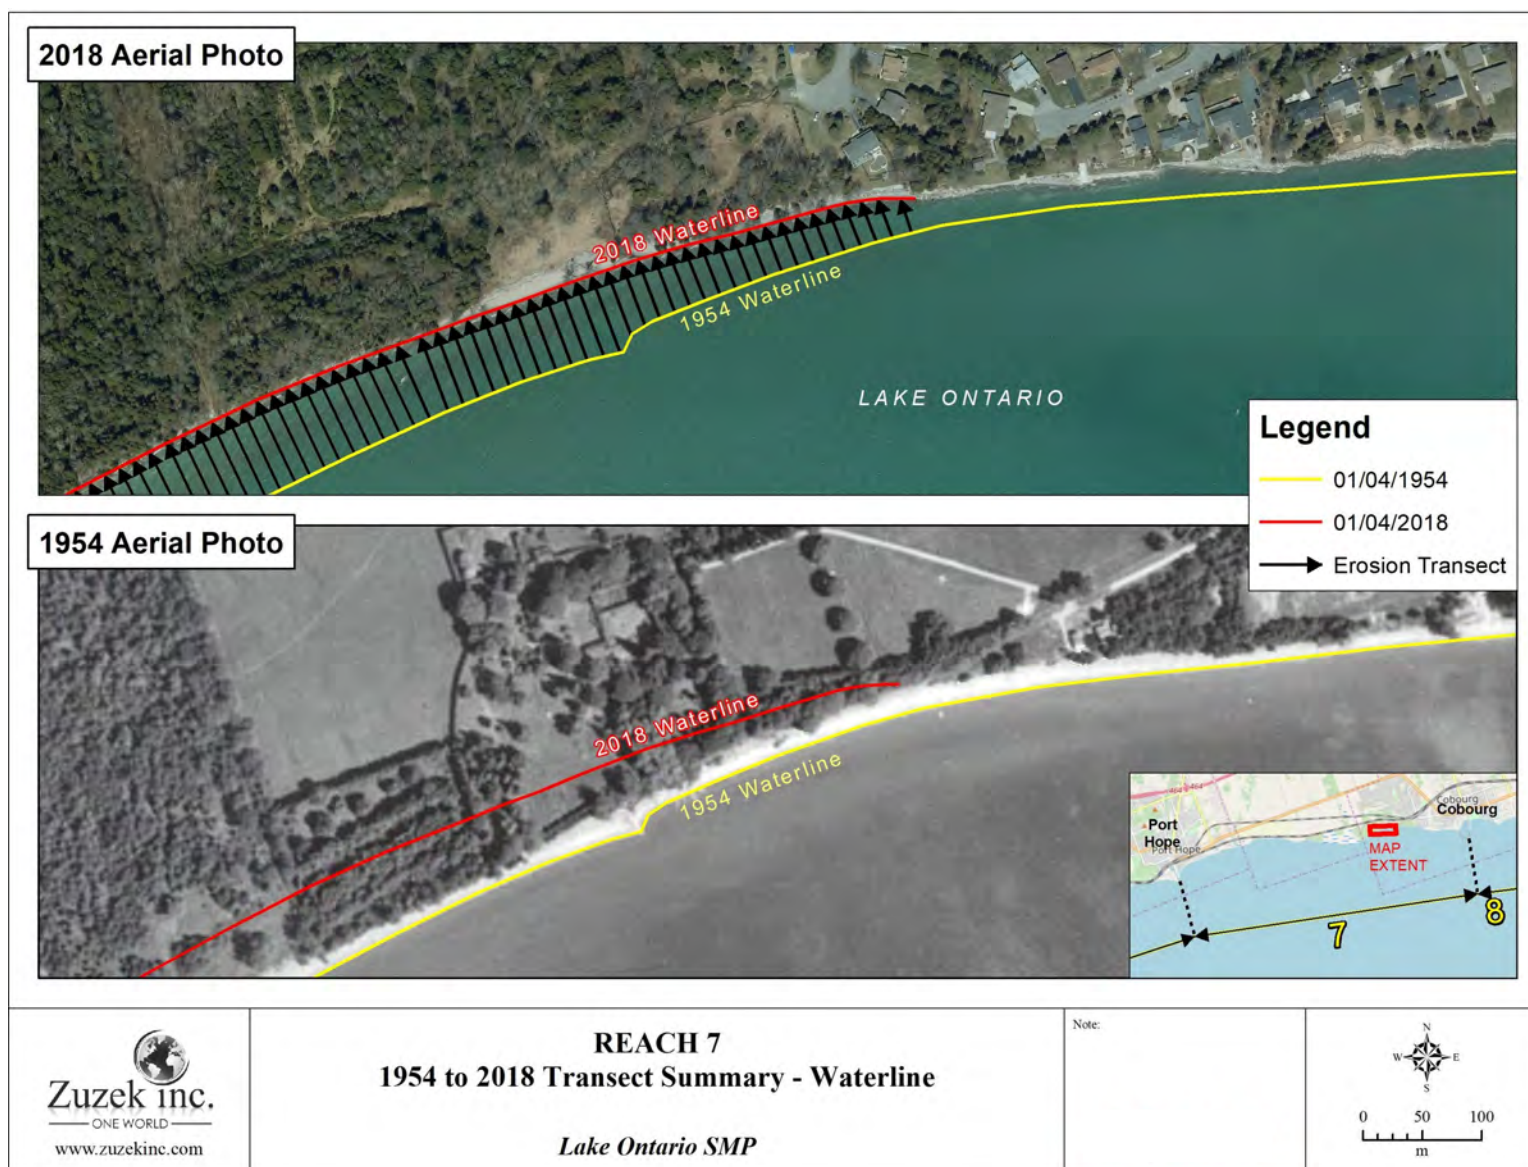 2018 Aerial Photo
2018 Waterline
1954 Waterline
LAKE ONTARIO
Legend
01/04/1954
01/04/2018
Erosion Transect
1954 Aerial Photo
2018 Waterline
1954 Waterline
Cobourg
Cobourg
Port
Hope
Port Hope
MAP
EXTENT
7
8
Zuzek inc.
ONE WORLD
www.zuzekinc.com
REACH 7
1954 to 2018 Transect Summary - Waterline
Lake Ontario SMP
Note:
N
W
E
S
0 50 100
m